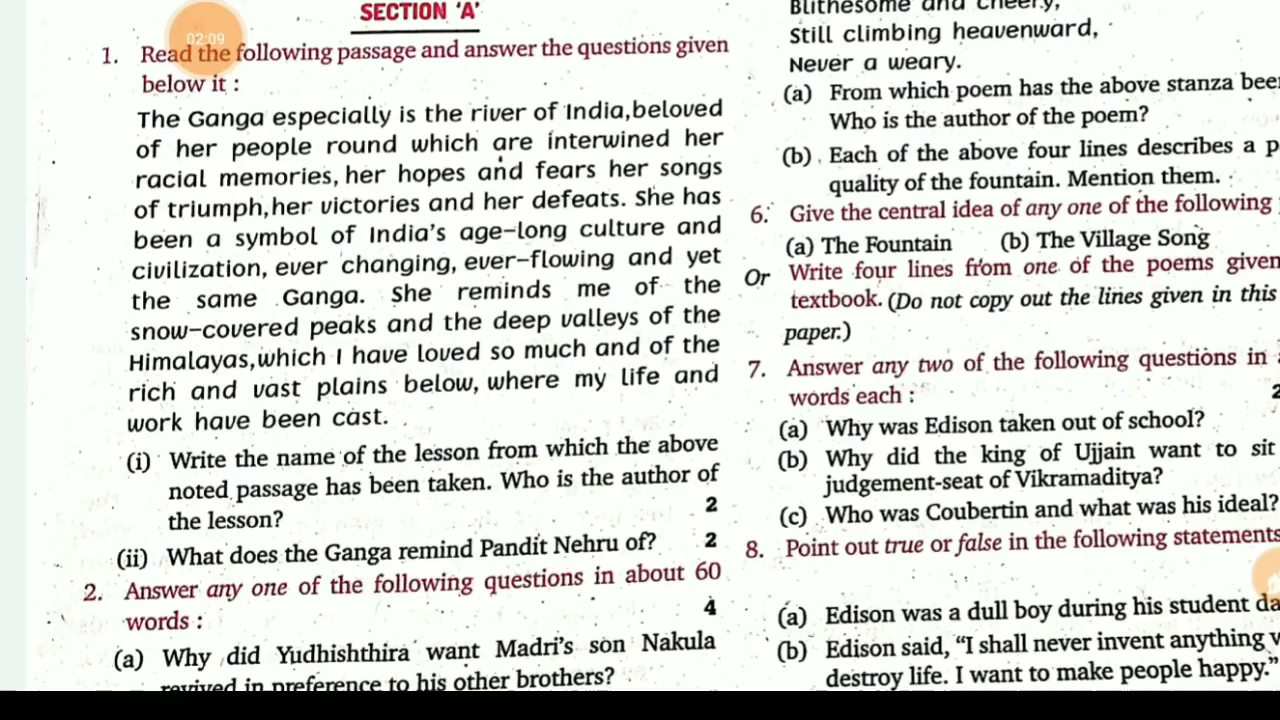 SECTION 'A'
02:09
1. Read the following passage and answer the questions given
below it :
The Ganga especially is the river of India,beloved
of her people round which are interwined her
racial memories, her hopes and fears her songs
of triumph,her victories and her defeats. She has
been a symbol of India's age-long culture and
civilization, ever changing, ever-flowing and yet
the same Ganga. She reminds me of the
snow-covered peaks and the deep valleys of the
Himalayas,which I have loved so much and of the
rich and vast plains below, where my life and
work have been cast.
(i) Write the name of the lesson from which the above
noted passage has been taken. Who is the author of
the lesson? 2
(ii) What does the Ganga remind Pandit Nehru of? 2
2. Answer any one of the following questions in about 60
words : 4
(a) Why did Yudhishthira want Madri's son Nakula
revived in preference to his other brothers?
Blithesome and cheery,
Still climbing heavenward,
Never a weary.
(a) From which poem has the above stanza bee
Who is the author of the poem?
(b) Each of the above four lines describes a p
quality of the fountain. Mention them.
6. Give the central idea of any one of the following
(a) The Fountain (b) The Village Song
Or Write four lines from one of the poems given
textbook. (Do not copy out the lines given in this
paper.)
7. Answer any two of the following questions in
words each : 2
(a) Why was Edison taken out of school?
(b) Why did the king of Ujjain want to sit
judgement-seat of Vikramaditya?
(c) Who was Coubertin and what was his ideal?
8. Point out true or false in the following statements
(a) Edison was a dull boy during his student da
(b) Edison said, “I shall never invent anything w
destroy life. I want to make people happy.”